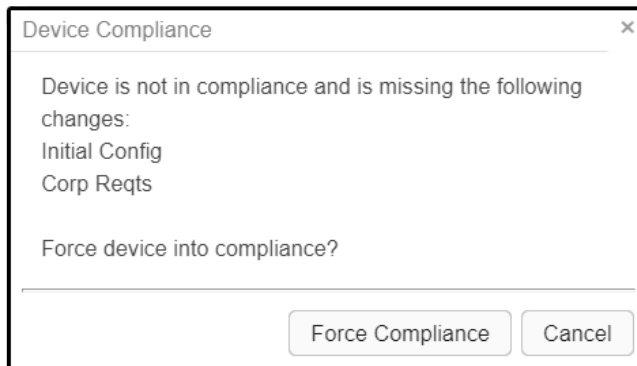 Device Compliance
×
Device is not in compliance and is missing the following
changes:
Initial Config
Corp Reqts
Force device into compliance?
Force Compliance
Cancel